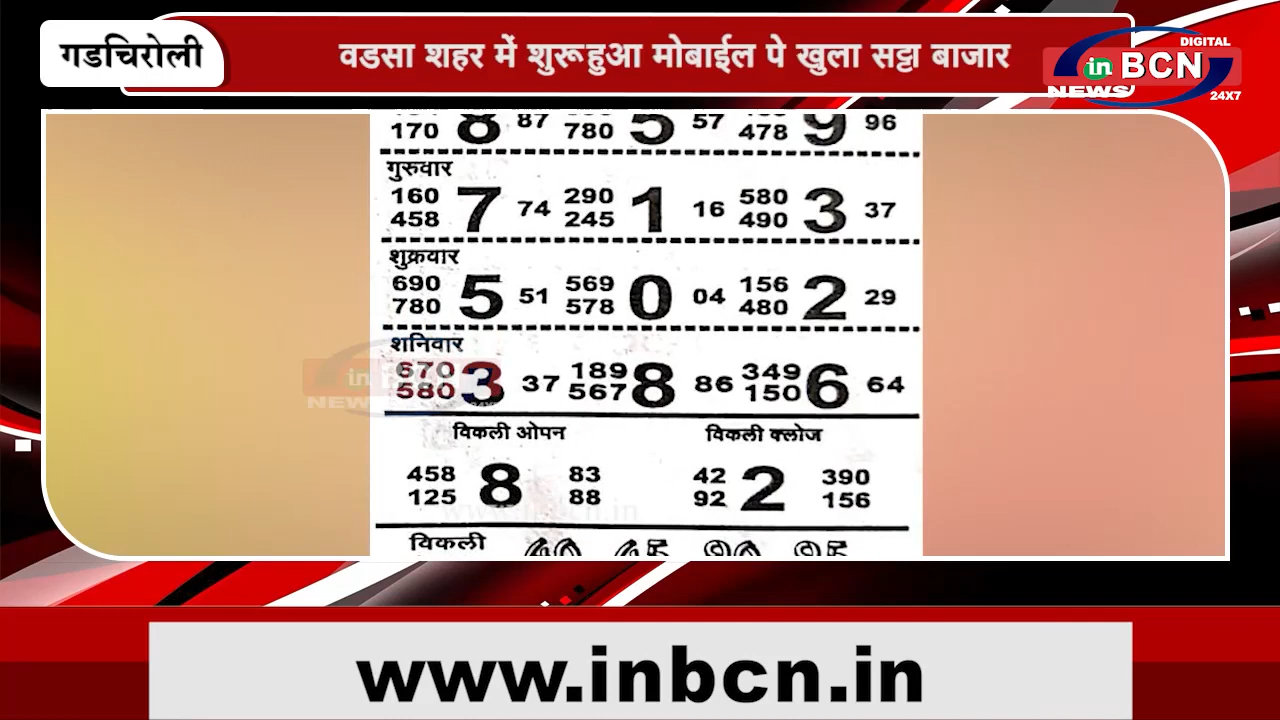 गडचिरोली
वडसा शहर में शुरू हुआ मोबाईल पे खुला सट्टा बाजार
DIGITAL
in BCN
NEWS
24X7
170 8 87 780 5 57 478 9 96
गुरुवार
160 290 580
7 74 1 16 3 37
458 245 490
शुक्रवार
690 569 156
5 51 0 04 2 29
780 578 480
शनिवार
670 189 349
3 37 8 86 6 64
580 567 150
विकली ओपन विकली क्लोज
458 83 42 390
8 2
125 88 92 156
विकली
www.inbcn.in